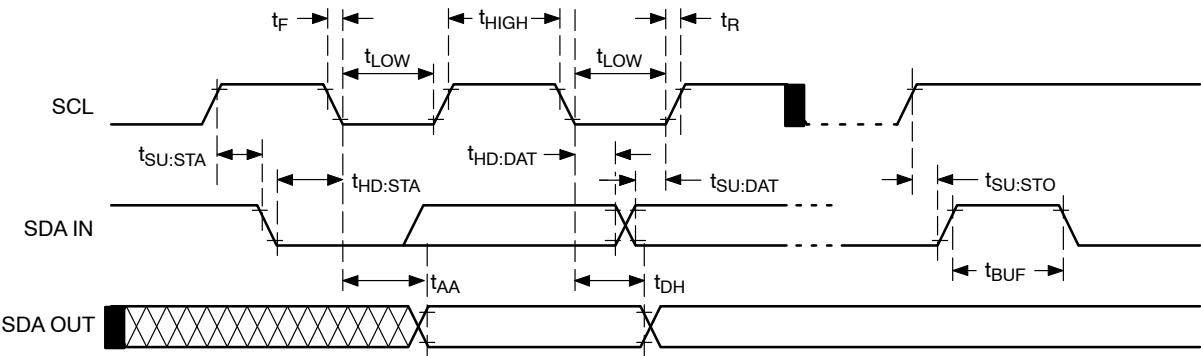 tF
tHIGH
tR
tLOW
tLOW
SCL
tSU:STA
tHD:DAT
tHD:STA
tSU:DAT
tSU:STO
SDA IN
tAA
tDH
tBUF
SDA OUT